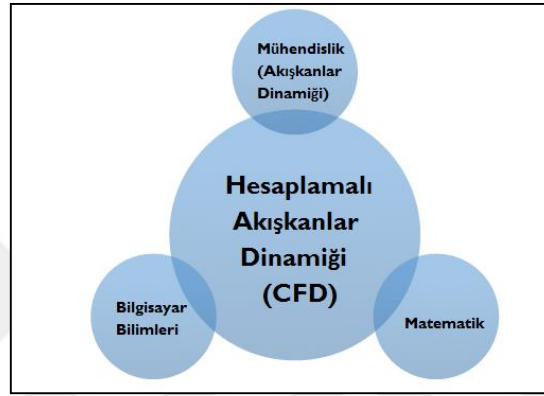 Mühendislik
(Akışkanlar
Dinamiği)
Hesaplamalı
Akışkanlar
Dinamiği
(CFD)
Bilgisayar
Bilimleri
Matematik